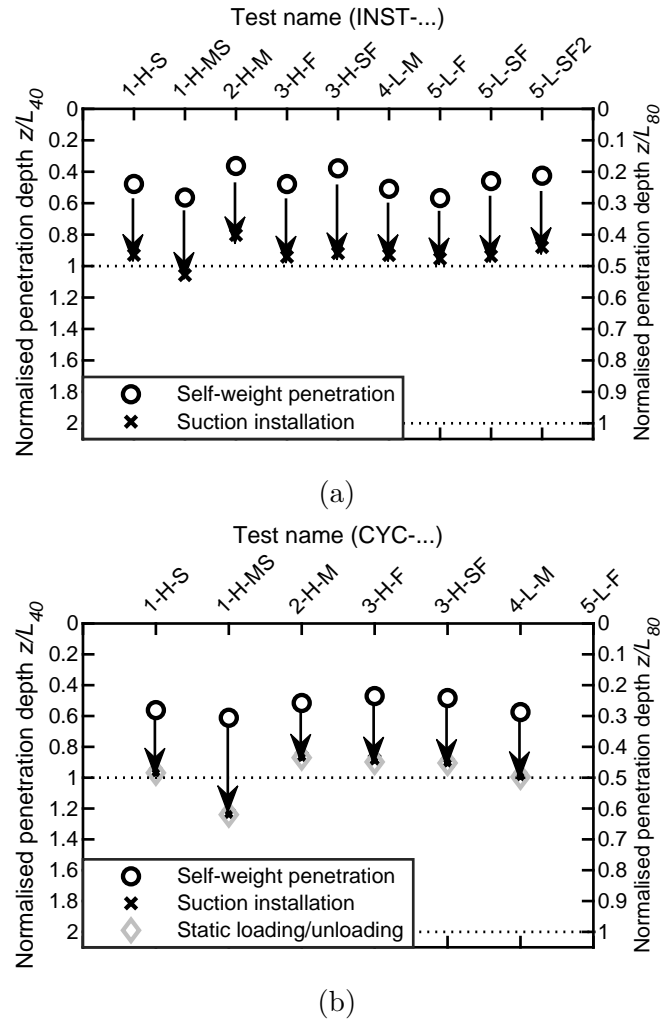 Test name (INST-...)
1-H-S
1-H-MS
2-H-M
3-H-F
3-H-SF
4-L-M
5-L-F
5-L-SF
5-L-SF2
Normalised penetration depth z/L40
0
0.2
0.4
0.6
0.8
1
1.2
1.4
1.6
1.8
2
0
0.1
0.2
0.3
0.4
0.5
0.6
0.7
0.8
0.9
1
Normalised penetration depth z/L80
Self-weight penetration
Suction installation
(a)
Test name (CYC-...)
1-H-S
1-H-MS
2-H-M
3-H-F
3-H-SF
4-L-M
5-L-F
Normalised penetration depth z/L40
0
0.2
0.4
0.6
0.8
1
1.2
1.4
1.6
1.8
2
0
0.1
0.2
0.3
0.4
0.5
0.6
0.7
0.8
0.9
1
Normalised penetration depth z/L80
Self-weight penetration
Suction installation
Static loading/unloading
(b)